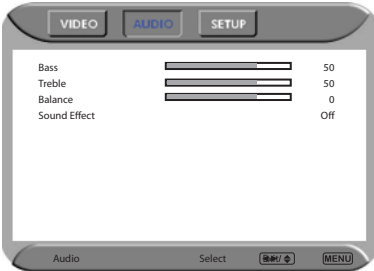 VIDEO AUDIO SETUP
Bass 50
Treble 50
Balance 0
Sound Effect Off
Audio Select MENU